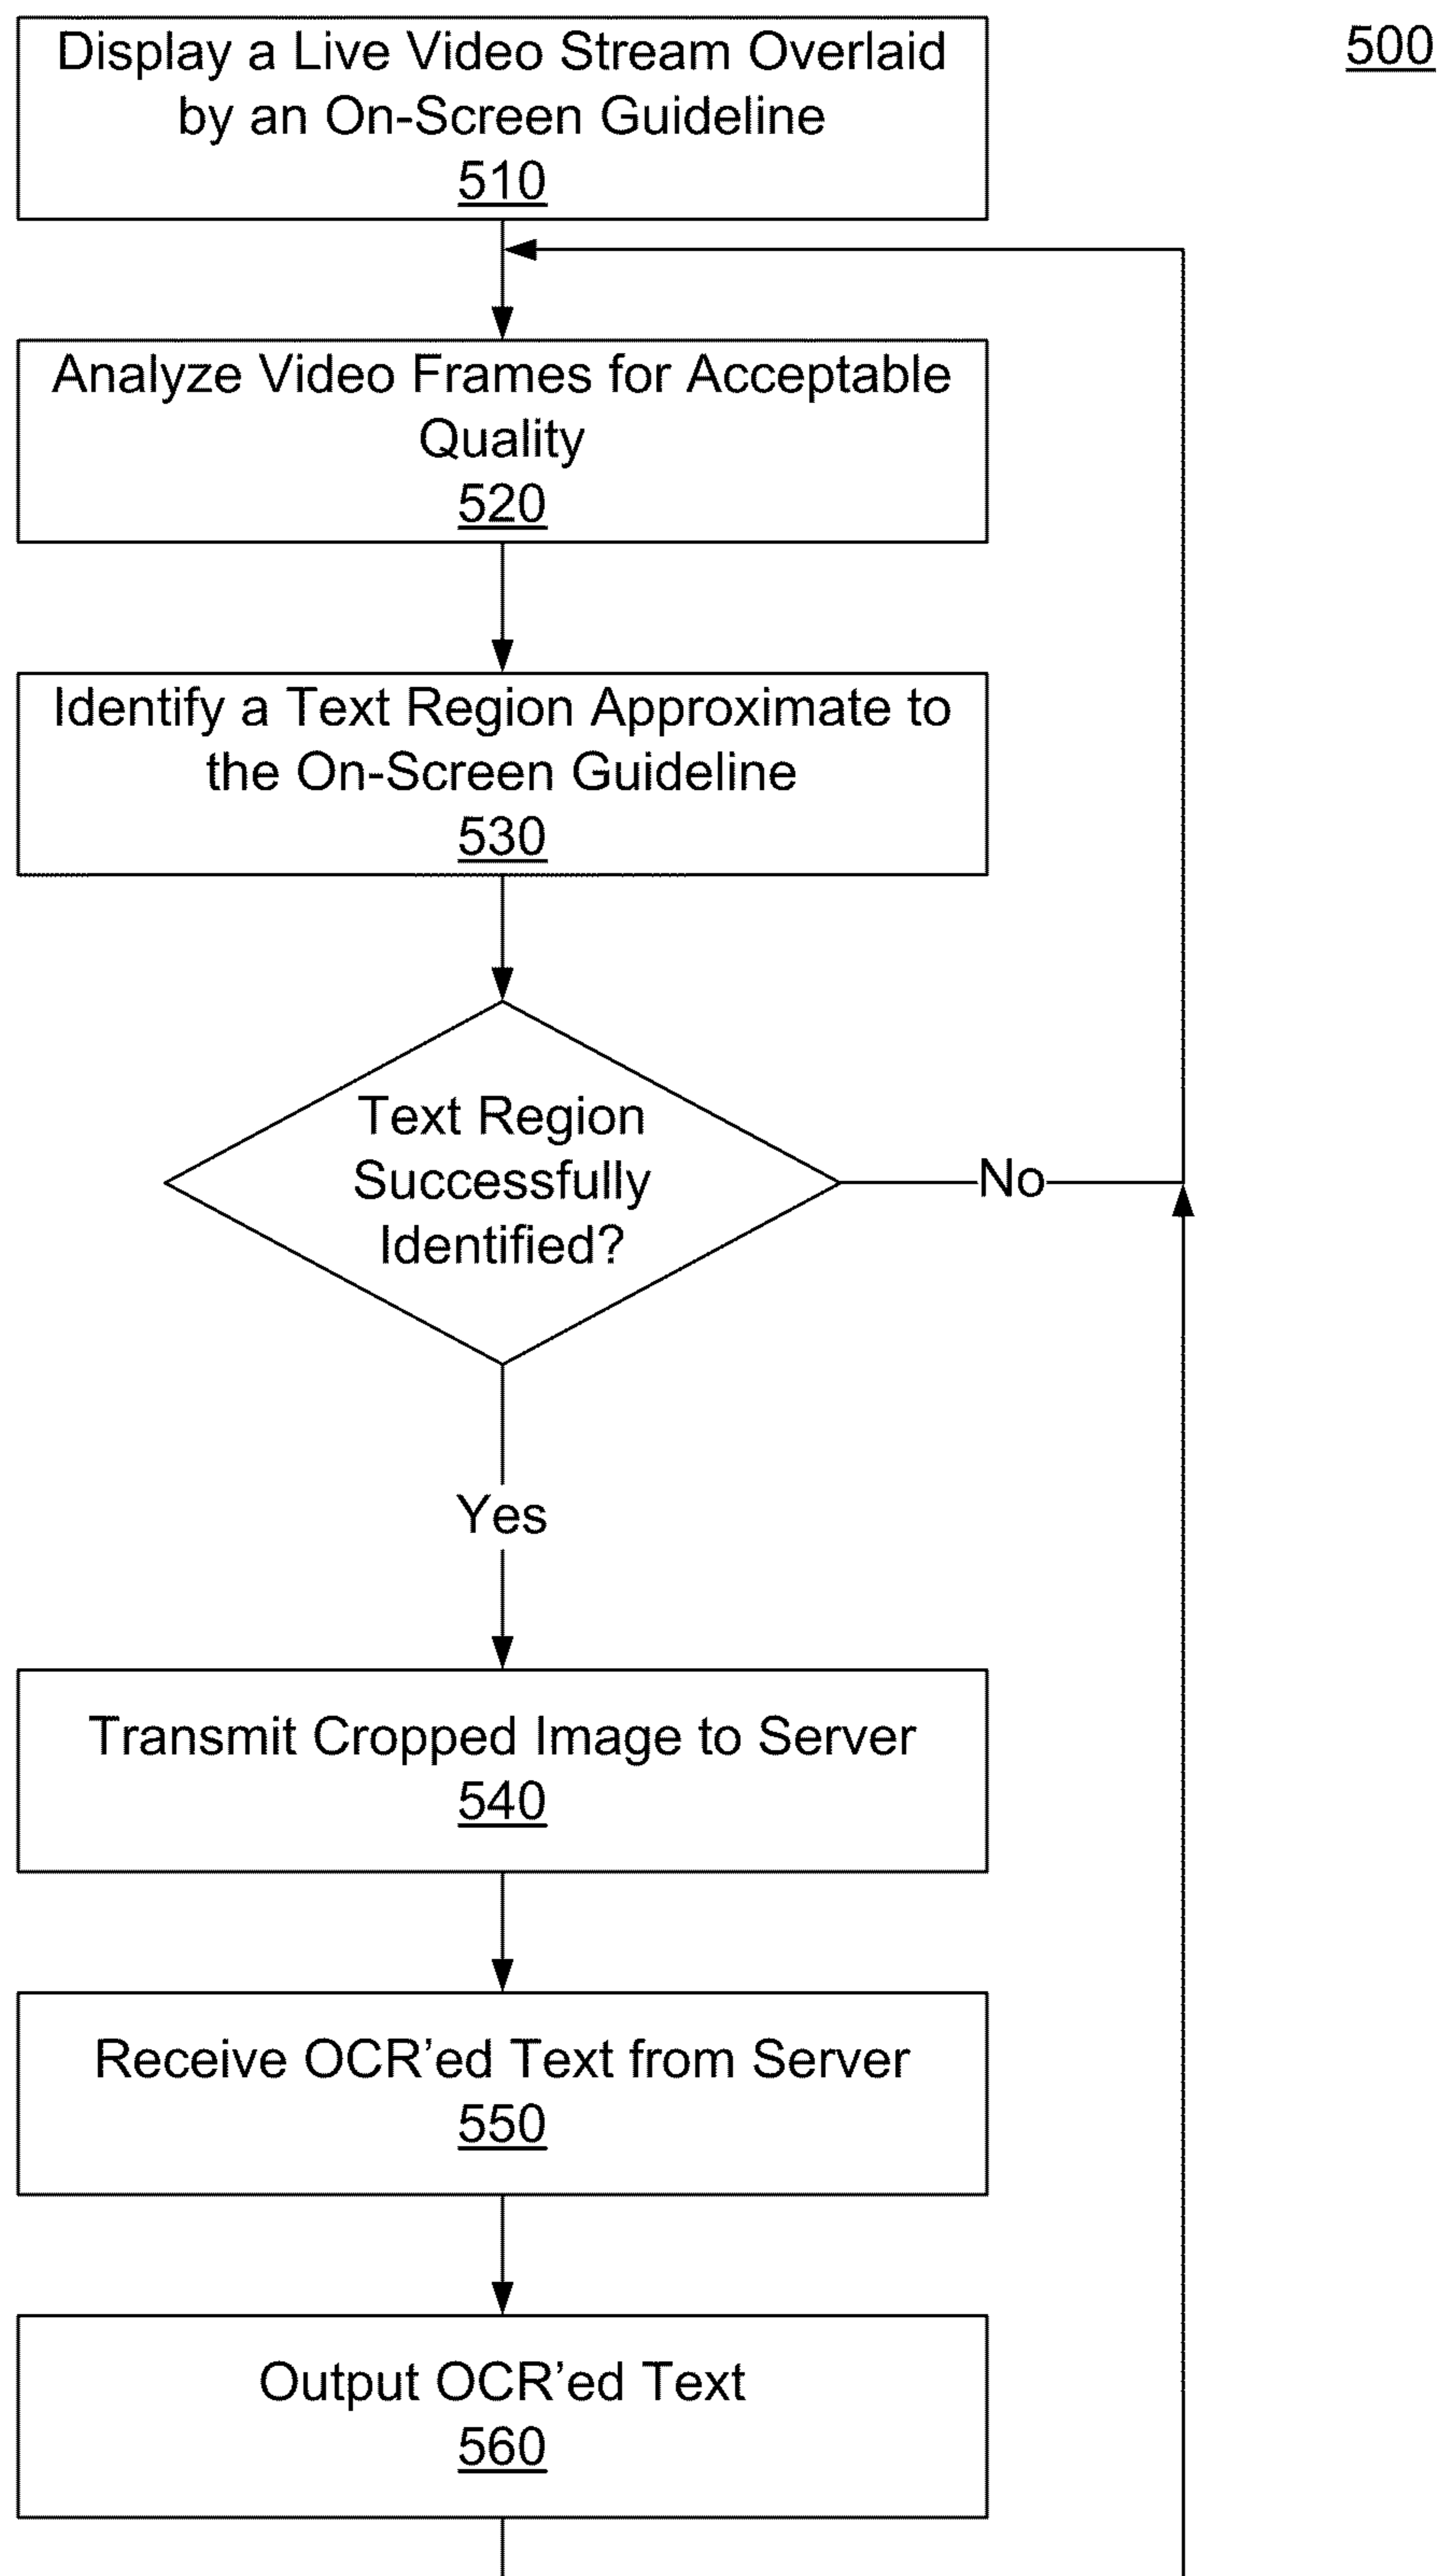 500
Display a Live Video Stream Overlaid
by an On-Screen Guideline
510
Analyze Video Frames for Acceptable
Quality
520
Identify a Text Region Approximate to
the On-Screen Guideline
530
Text Region
Successfully
Identified?
No
Yes
Transmit Cropped Image to Server
540
Receive OCR’ed Text from Server
550
Output OCR’ed Text
560